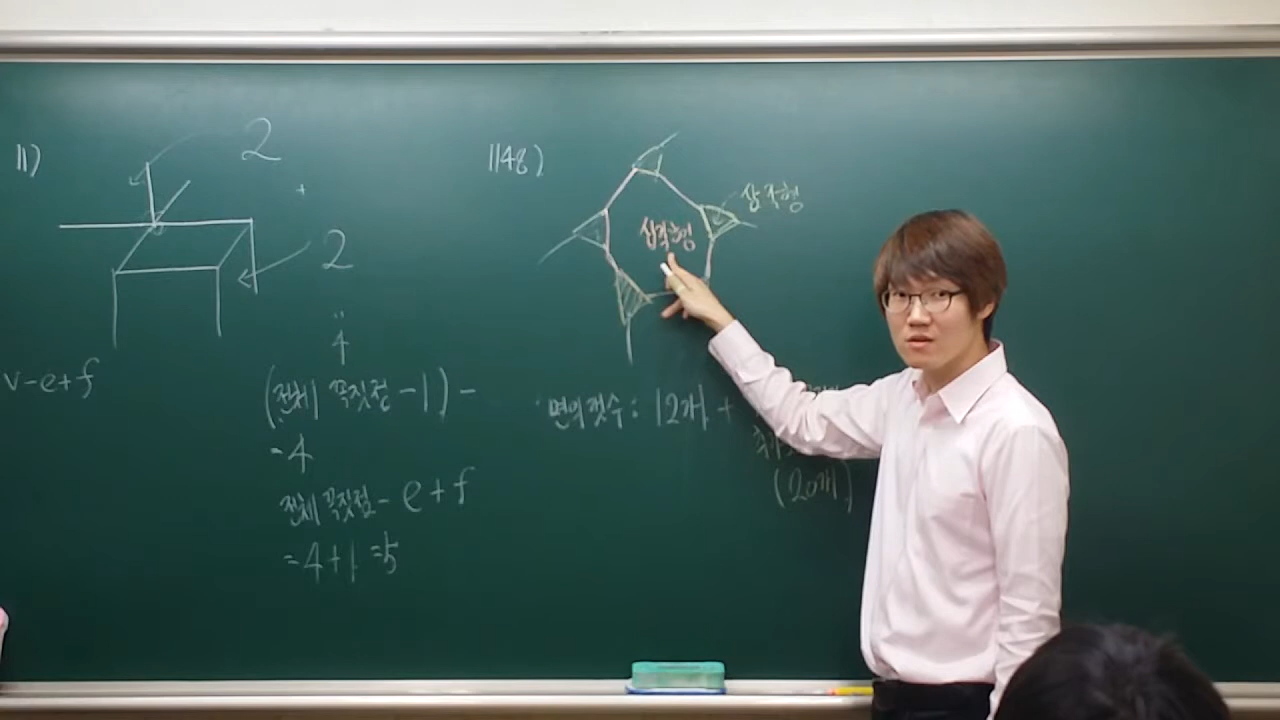 11)
2
2
4
v-e+f
(전체 꼭짓점 -1) -
=4
전체 꼭짓점 - e+f
=4+1=5
1148)
삼각형
십각형
면의 갯수 : 12개 +
(20개)